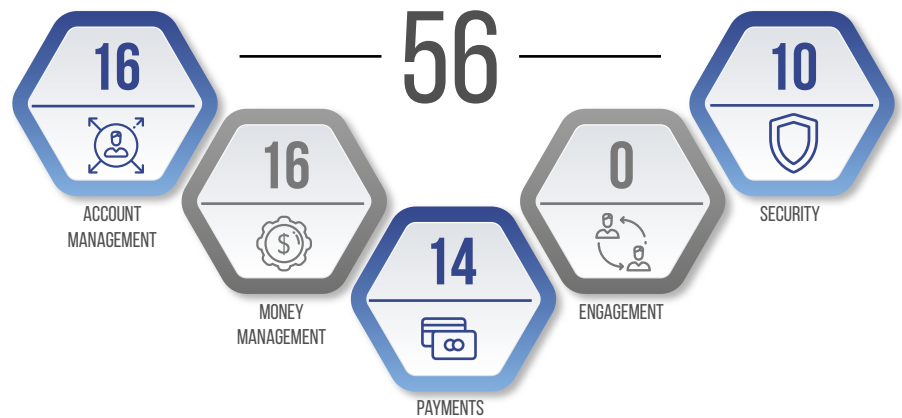 56
16
ACCOUNT
MANAGEMENT
16
$
MONEY
MANAGEMENT
14
PAYMENTS
0
ENGAGEMENT
10
SECURITY